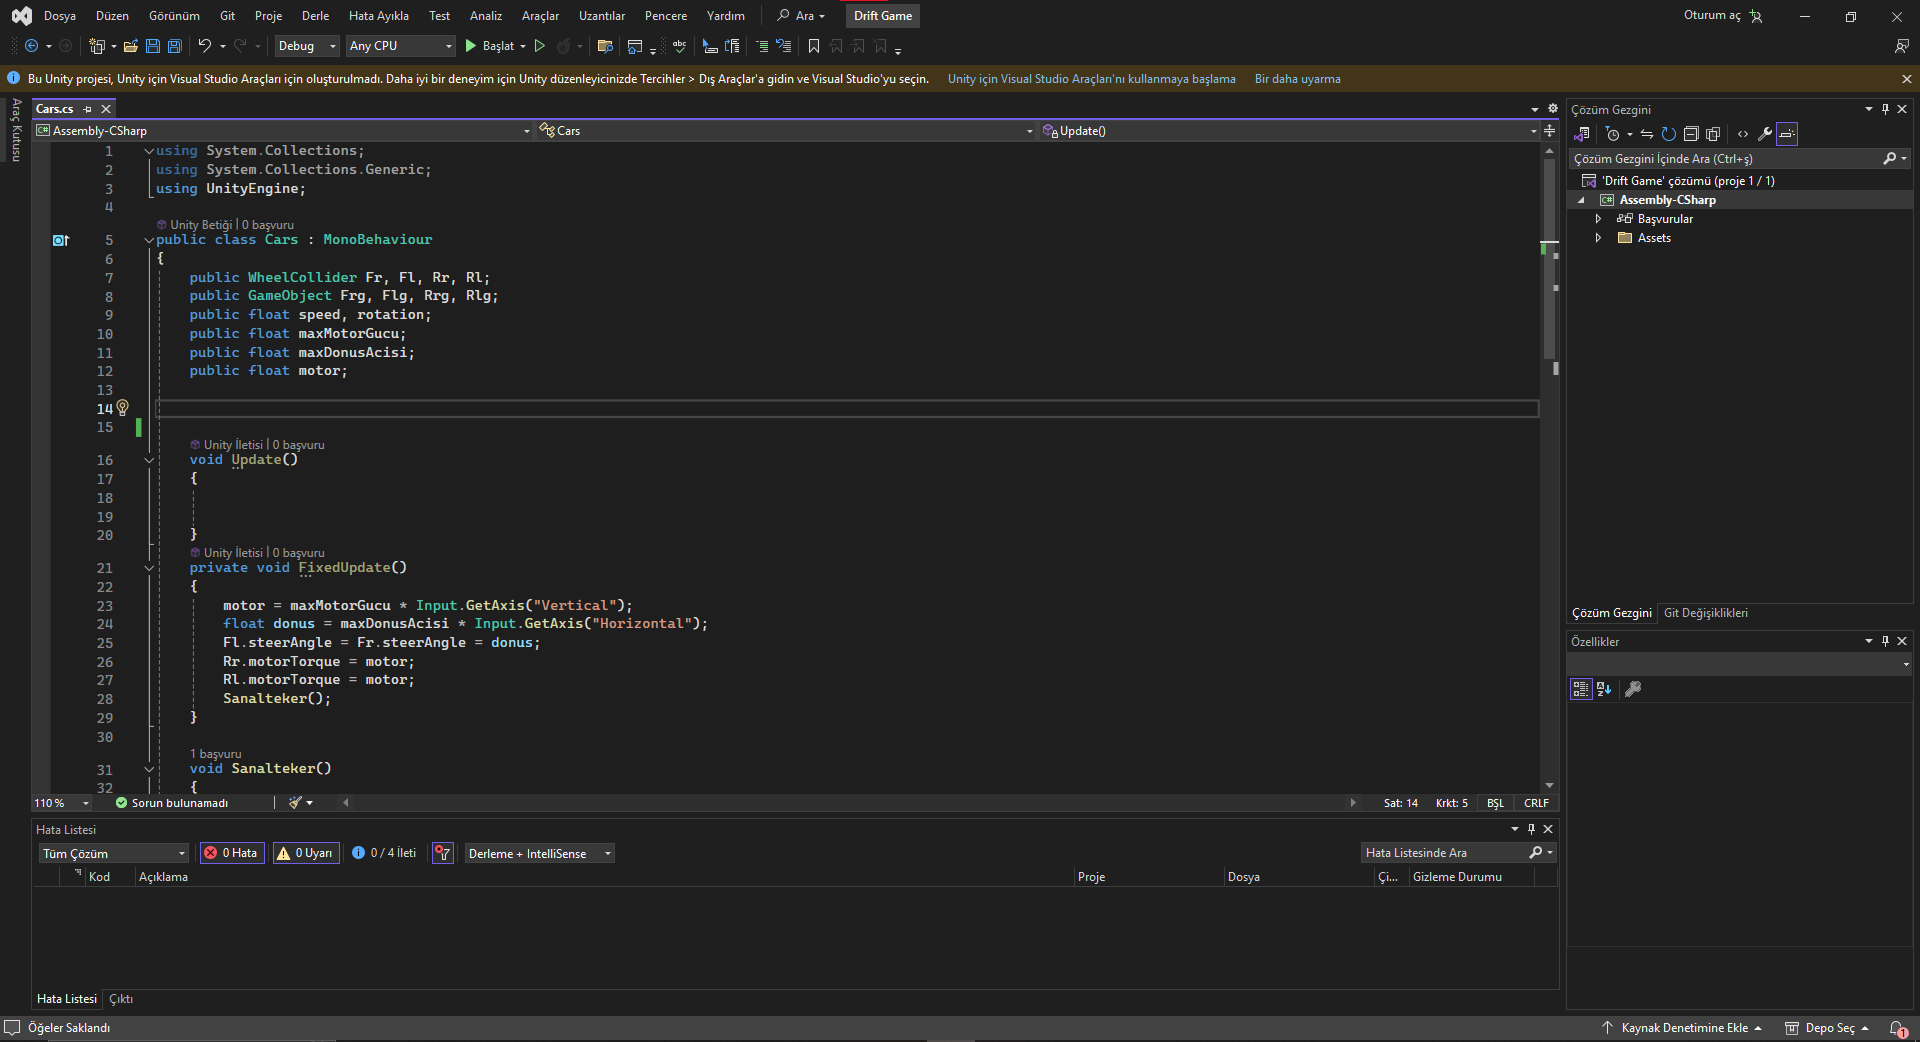 Dosya Düzen Görünüm Git Proje Derle Hata Ayıkla Test Analiz Araçlar Uzantılar Pencere Yardım Ara Drift Game Oturum aç
Debug Any CPU Başlat
Bu Unity projesi, Unity için Visual Studio Araçları için oluşturulmadı. Daha iyi bir deneyim için Unity düzenleyicinizde Tercihler > Dış Araçlar'a gidin ve Visual Studio'yu seçin. Unity için Visual Studio Araçları'nı kullanmaya başlama Bir daha uyarma
Araç Kutusu
Cars.cs
Assembly-CSharp Cars Update()
1 using System.Collections;
2 using System.Collections.Generic;
3 using UnityEngine;
4
Unity Betiği | 0 başvuru
5 public class Cars : MonoBehaviour
6 {
7 public WheelCollider Fr, Fl, Rr, Rl;
8 public GameObject Frg, Flg, Rrg, Rlg;
9 public float speed, rotation;
10 public float maxMotorGucu;
11 public float maxDonusAcisi;
12 public float motor;
13
14
15
Unity İletisi | 0 başvuru
16 void Update()
17 {
18
19
20 }
Unity İletisi | 0 başvuru
21 private void FixedUpdate()
22 {
23 motor = maxMotorGucu * Input.GetAxis("Vertical");
24 float donus = maxDonusAcisi * Input.GetAxis("Horizontal");
25 Fl.steerAngle = Fr.steerAngle = donus;
26 Rr.motorTorque = motor;
27 Rl.motorTorque = motor;
28 Sanalteker();
29 }
30
1 başvuru
31 void Sanalteker()
32 {
110 % Sorun bulunamadı Sat: 14 Krkt: 5 BŞL CRLF
Hata Listesi
Tüm Çözüm 0 Hata 0 Uyarı 0 / 4 İleti Derleme + IntelliSense Hata Listesinde Ara
Kod Açıklama Proje Dosya Çi... Gizleme Durumu
Hata Listesi Çıktı
Çözüm Gezgini
Çözüm Gezgini İçinde Ara (Ctrl+ş)
'Drift Game' çözümü (proje 1 / 1)
Assembly-CSharp
Başvurular
Assets
Çözüm Gezgini Git Değişiklikleri
Özellikler
Öğeler Saklandı Kaynak Denetimine Ekle Depo Seç 1